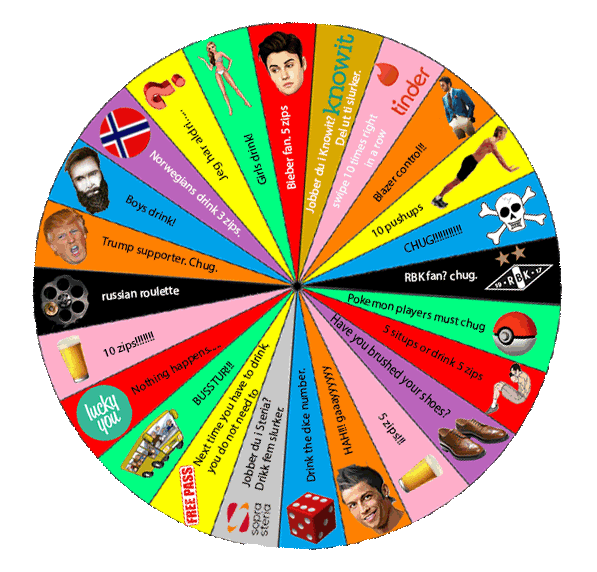 Bieber fan. 5 zips
Jobber du i Knowit?
Del ut ti slurker.
knowit
swipe 10 times right
in a row
tinder
Blazer control!!
10 pushups
CHUG!!!!!!!!!!
RBK fan? chug.
19 RBK 17
Pokemon players must chug
5 situps or drink 5 zips
Have you brushed your shoes?
5 zips!!!
HAH!!! gaaayyyyyy
Drink the dice number.
Jobber du i Steria?
Drikk fem slurker.
sopra
steria
Next time you have to drink,
you do not need to
FREE PASS
BUSSTUR!!
Nothing happens....
lucky
you
10 zips!!!!!!!
russian roulette
Trump supporter. Chug.
Boys drink!
Norwegians drink 3 zips.
Jeg har aldri....
Girls drink!